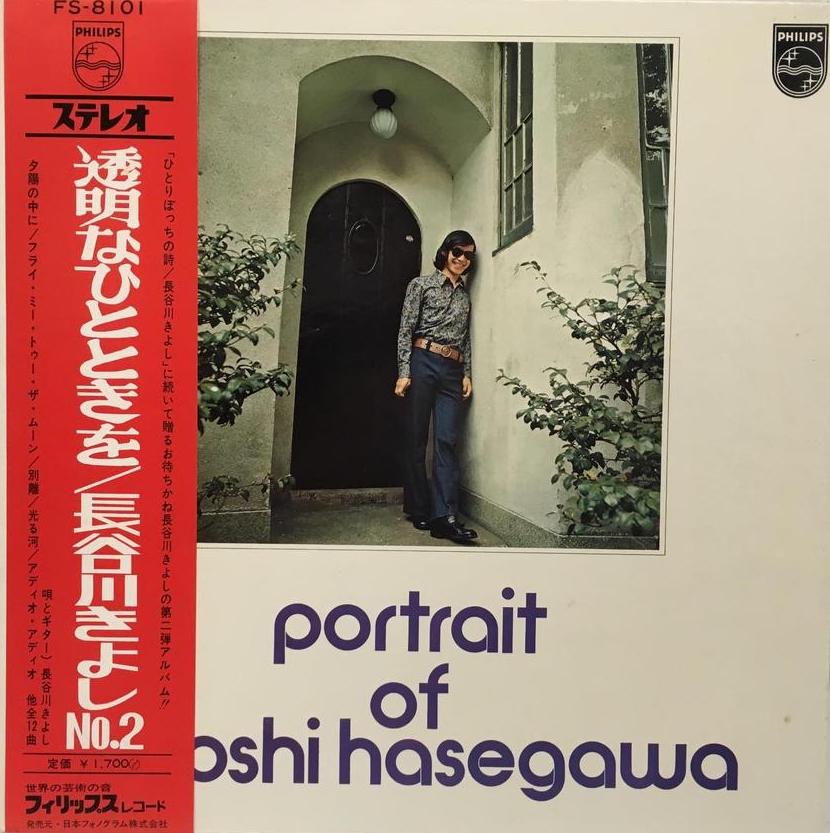 FS-8101
PHILIPS
ステレオ
「ひとりぼっちの詩/長谷川きよし」に続いて贈るお待ちかね長谷川きよしの第二弾アルバム!!
透明なひとときを/長谷川きよし No.2
夕陽の中に/フライ・ミー・トゥー・ザ・ムーン/別離/光る河/アディオ・アディオ 他全12曲
唄とギター) 長谷川きよし
定価 ¥1,700
世界の芸術の音
フィリップスレコード
発売元・日本フォノグラム株式会社
PHILIPS
portrait
of
oshi hasegawa